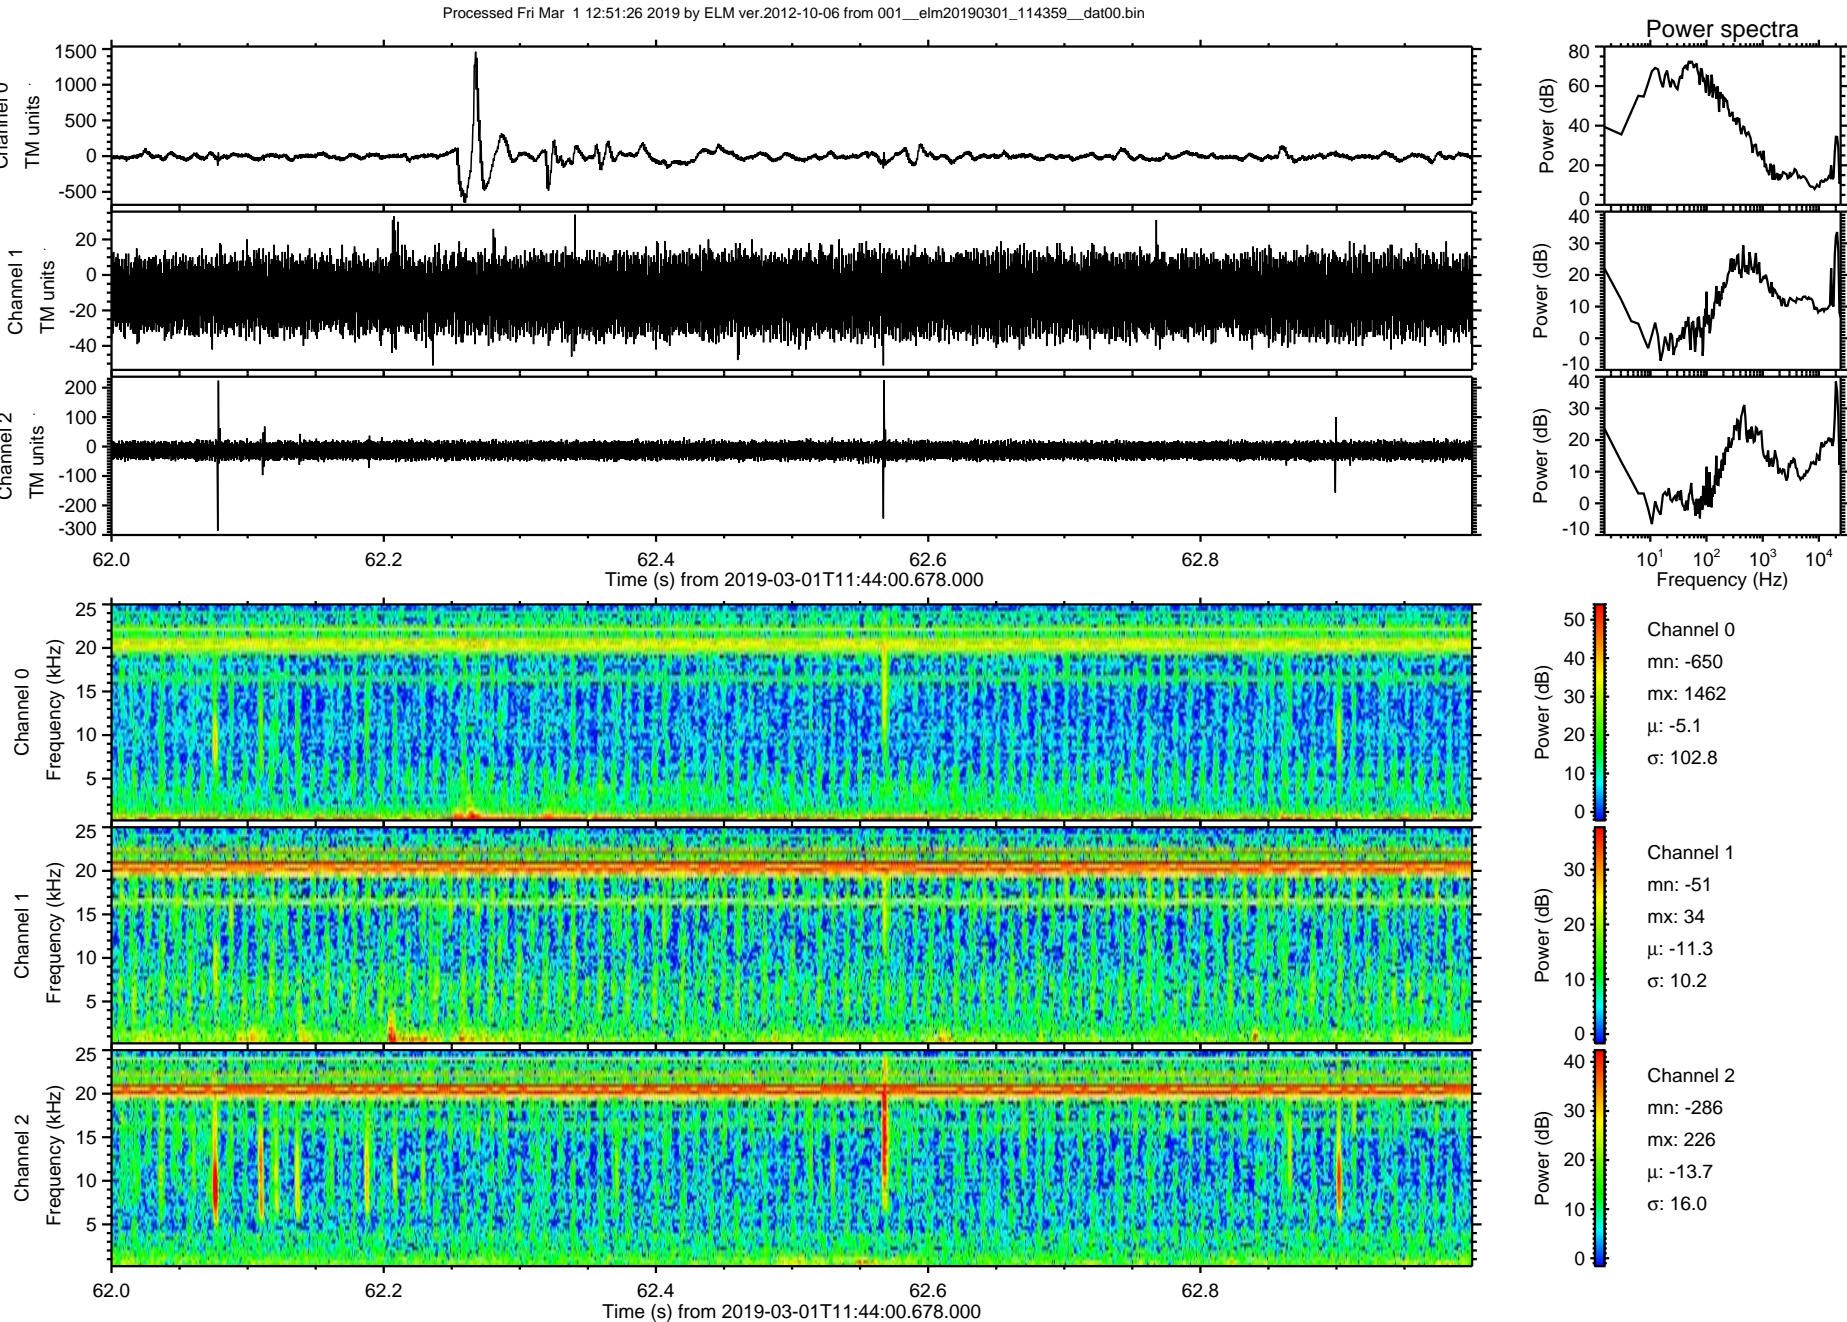 Processed Fri Mar 1 12:51:26 2019 by ELM ver.2012-10-06 from 001__elm20190301_114359__dat00.bin
Power spectra
Channel 0
TM units
1500
1000
500
0
-500
Power (dB)
80
60
40
20
0
Channel 1
TM units
20
0
-20
-40
Power (dB)
40
30
20
10
0
-10
Channel 2
TM units
200
100
0
-100
-200
-300
Power (dB)
40
30
20
10
0
-10
62.0 62.2 62.4 62.6 62.8
Time (s) from 2019-03-01T11:44:00.678.000
10¹ 10² 10³ 10⁴
Frequency (Hz)
Channel 0
Frequency (kHz)
25
20
15
10
5
Power (dB)
50
40
30
20
10
0
Channel 0
mn: -650
mx: 1462
μ: -5.1
σ: 102.8
Channel 1
Frequency (kHz)
25
20
15
10
5
Power (dB)
30
20
10
0
Channel 1
mn: -51
mx: 34
μ: -11.3
σ: 10.2
Channel 2
Frequency (kHz)
25
20
15
10
5
Power (dB)
40
30
20
10
0
Channel 2
mn: -286
mx: 226
μ: -13.7
σ: 16.0
62.0 62.2 62.4 62.6 62.8
Time (s) from 2019-03-01T11:44:00.678.000